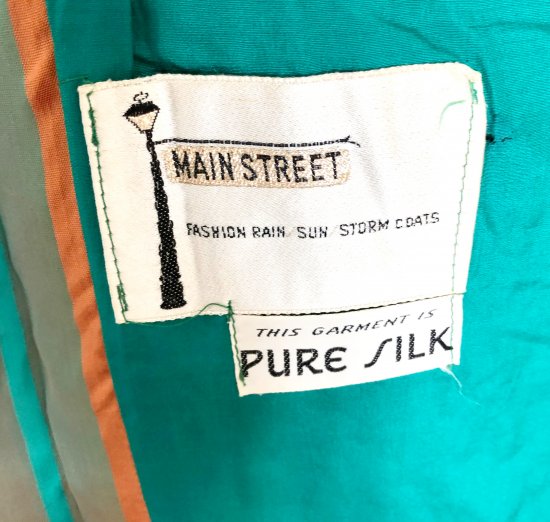 MAIN STREET
FASHION RAIN/SUN/STORM COATS
THIS GARMENT IS
PURE SILK